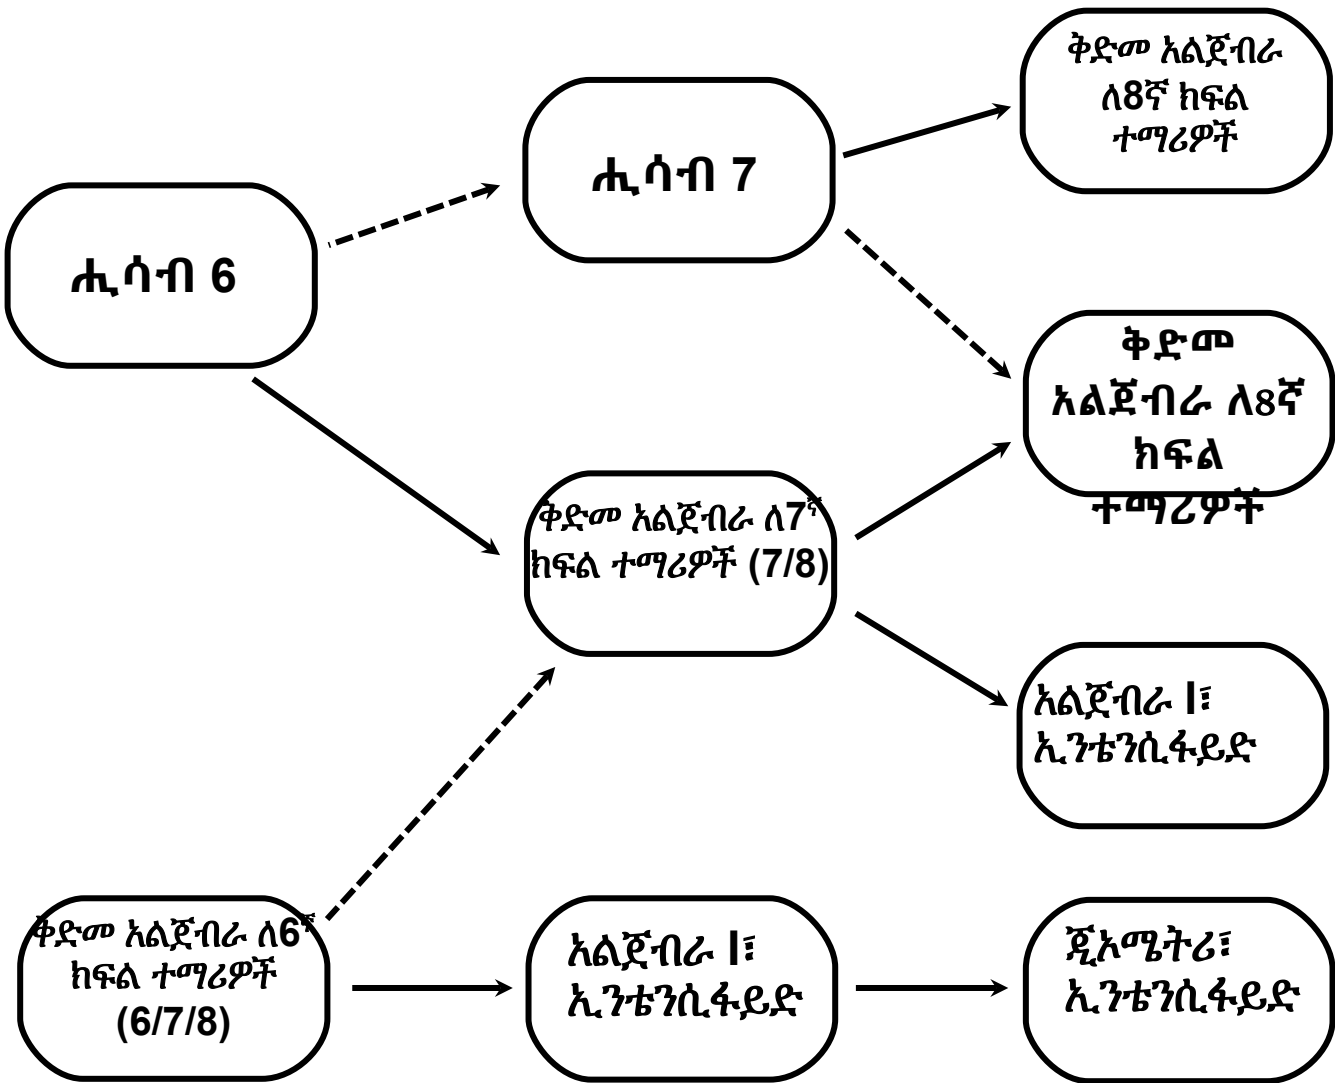 ቅድመ አልጀብራ
ለ8ኛ ክፍል
ተማሪዎች
ሒሳብ 7
ሒሳብ 6
ቅድመ
አልጀብራ ለ8ኛ
ክፍል
ተማሪዎች
ቅድመ አልጀብራ ለ7ኛ
ክፍል ተማሪዎች (7/8)
አልጀብራ I፣
ኢንቴንሲፋይድ
ቅድመ አልጀብራ ለ6ኛ
ክፍል ተማሪዎች
(6/7/8)
አልጀብራ I፣
ኢንቴንሲፋይድ
ጂኦሜትሪ፣
ኢንቴንሲፋይድ